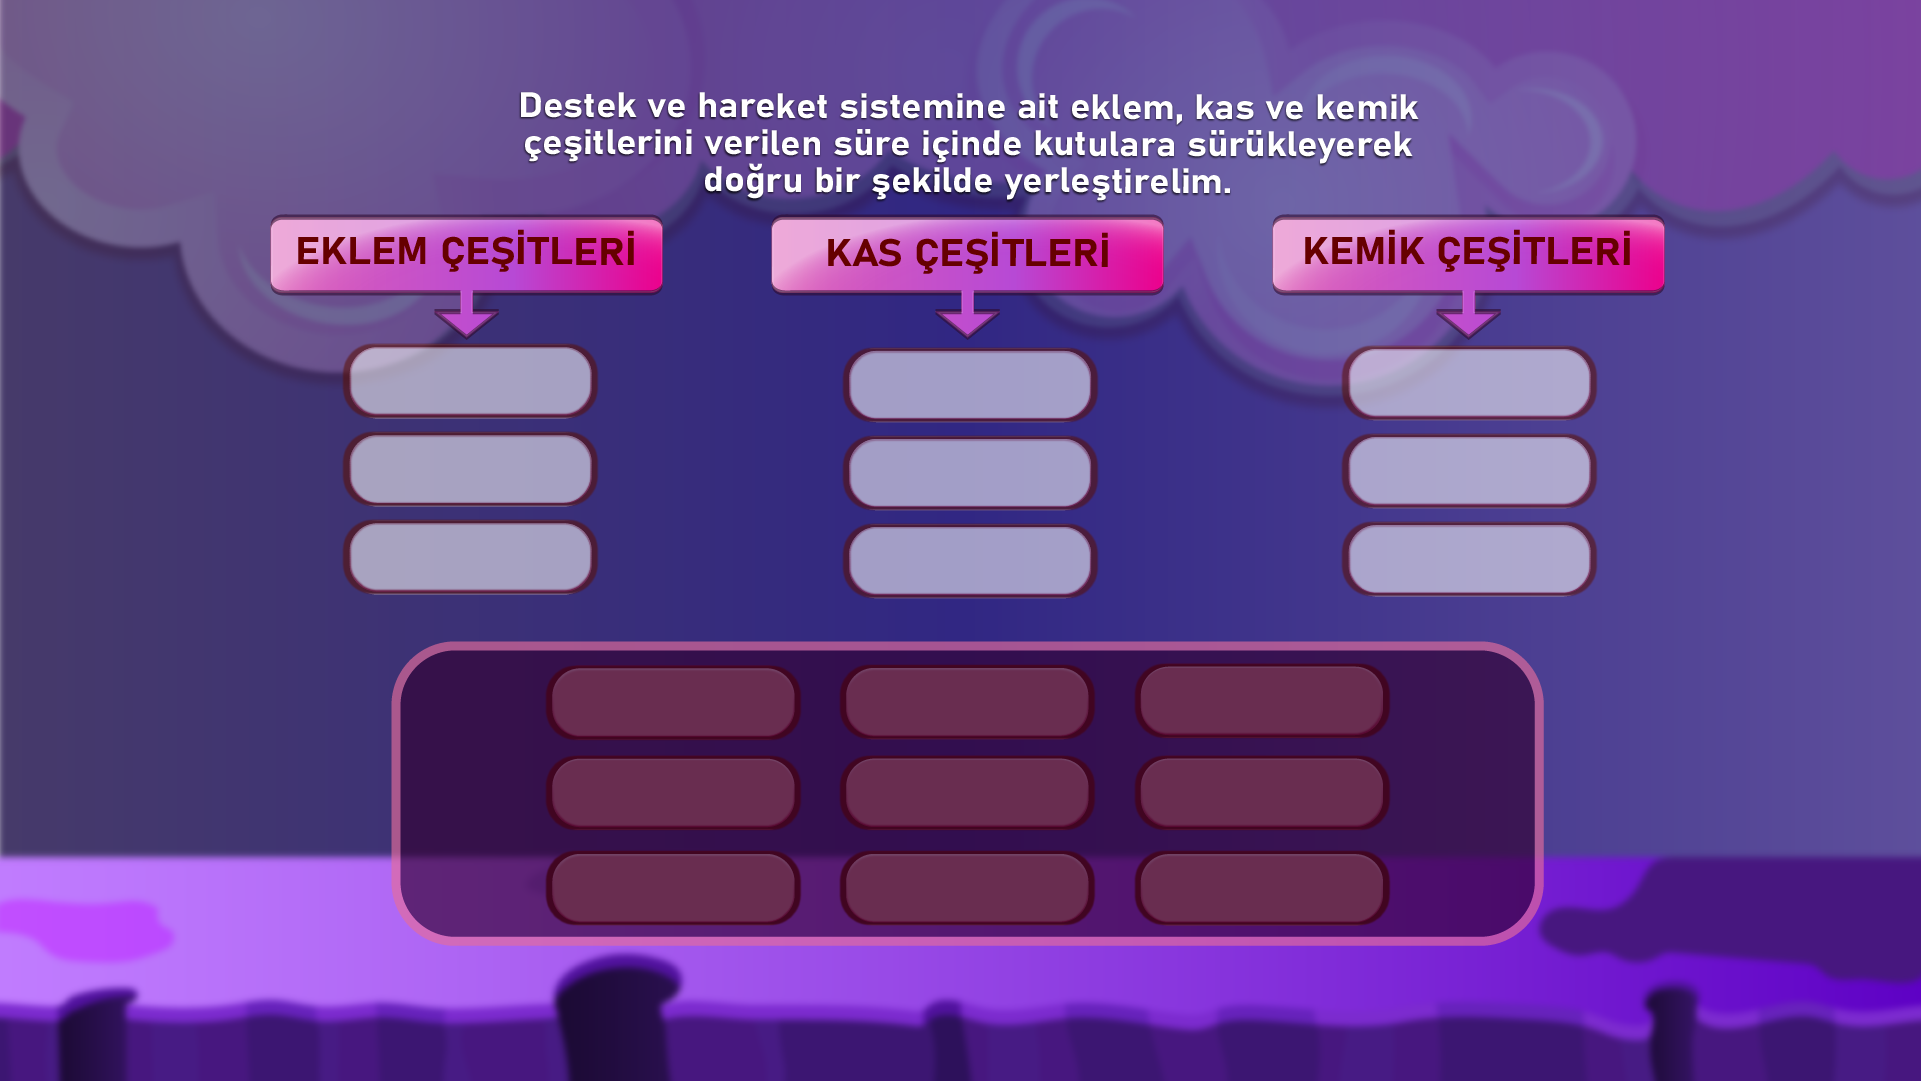 Destek ve hareket sistemine ait eklem, kas ve kemik
çeşitlerini verilen süre içinde kutulara sürükleyerek
doğru bir şekilde yerleştirelim.
EKLEM ÇEŞİTLERİ
KAS ÇEŞİTLERİ
KEMİK ÇEŞİTLERİ